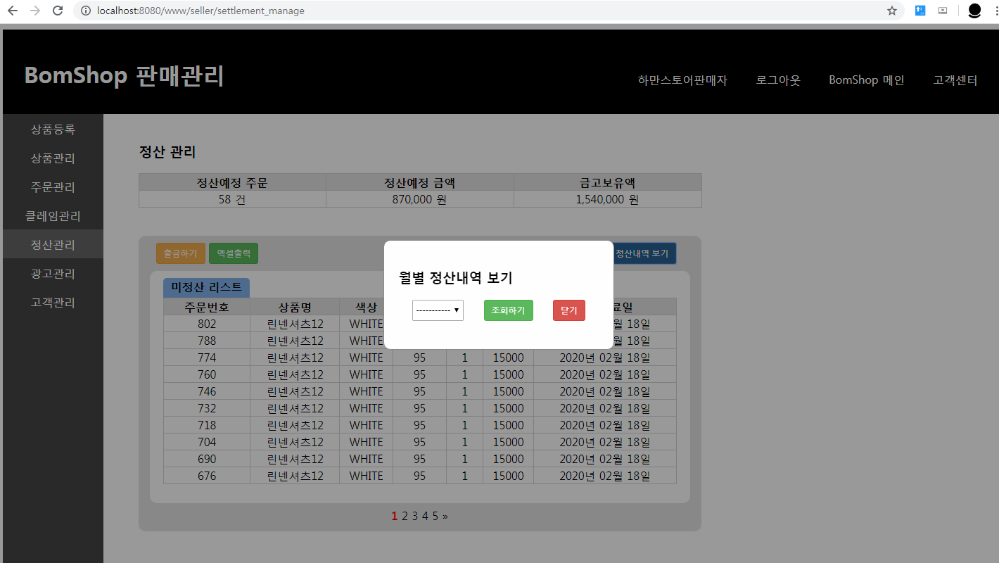 localhost:8080/www/seller/settlement_manage
BomShop 판매관리
하만스토어판매자 로그아웃 BomShop 메인 고객센터
상품등록
상품관리
주문관리
클레임관리
정산관리
광고관리
고객관리
정산 관리
정산예정 주문 정산예정 금액 금고보유액
58 건 870,000 원 1,540,000 원
출금하기 엑셀출력 정산내역 보기
월별 정산내역 보기
----------- ▼ 조회하기 닫기
미정산 리스트
주문번호 상품명 색상 료일
802 린넨셔츠12 WHITE 월 18일
788 린넨셔츠12 WHITE 월 18일
774 린넨셔츠12 WHITE 95 1 15000 2020년 02월 18일
760 린넨셔츠12 WHITE 95 1 15000 2020년 02월 18일
746 린넨셔츠12 WHITE 95 1 15000 2020년 02월 18일
732 린넨셔츠12 WHITE 95 1 15000 2020년 02월 18일
718 린넨셔츠12 WHITE 95 1 15000 2020년 02월 18일
704 린넨셔츠12 WHITE 95 1 15000 2020년 02월 18일
690 린넨셔츠12 WHITE 95 1 15000 2020년 02월 18일
676 린넨셔츠12 WHITE 95 1 15000 2020년 02월 18일
1 2 3 4 5 »